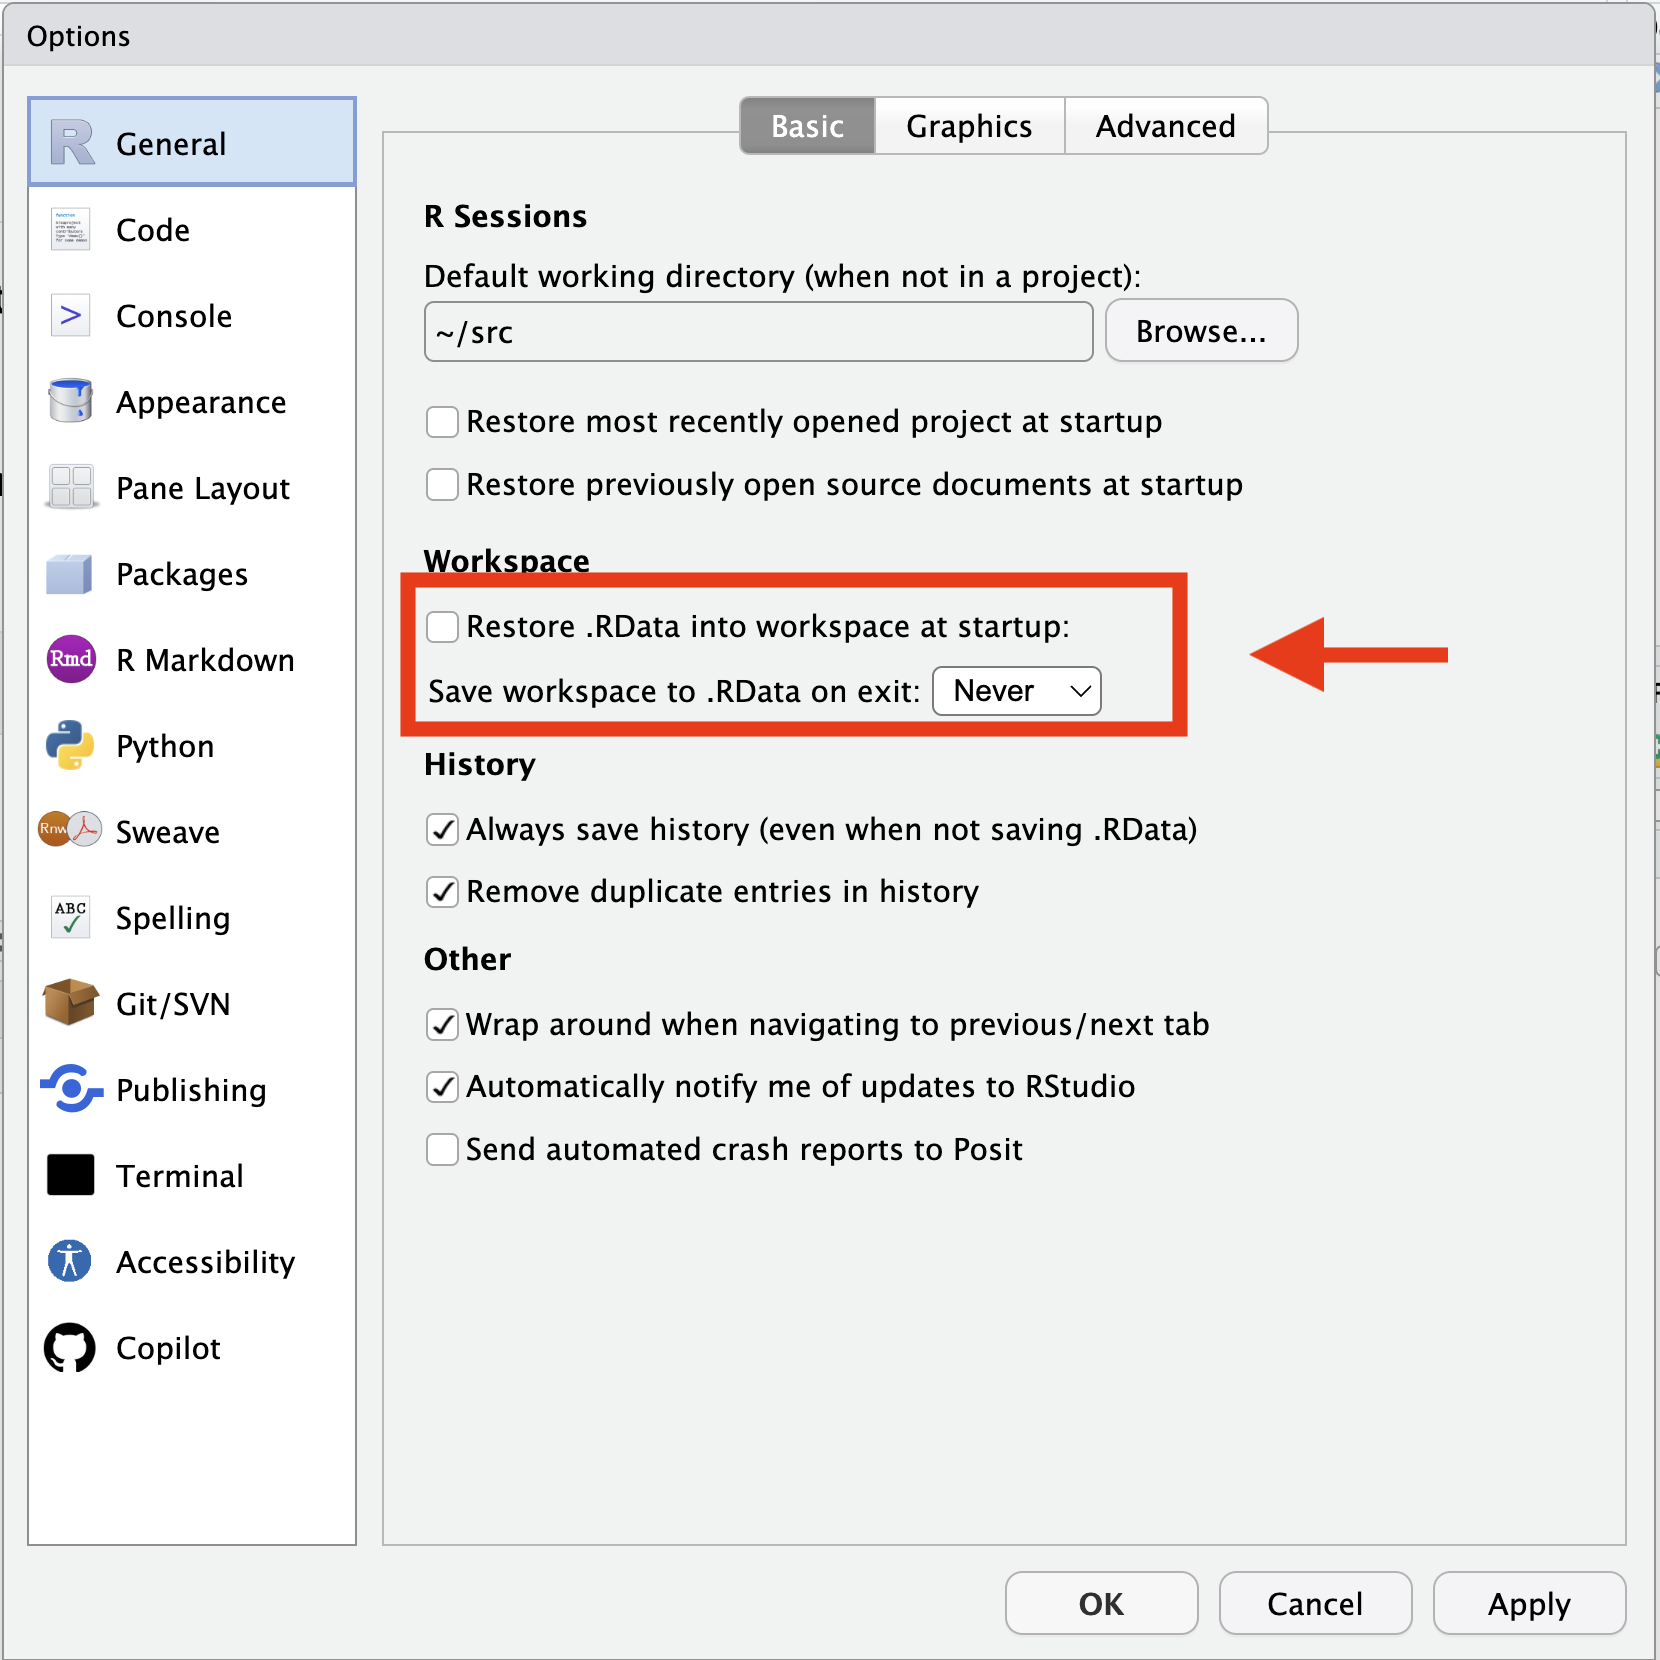 Options
General
Code
Console
Appearance
Pane Layout
Packages
Rmd R Markdown
Python
Rnw Sweave
ABC Spelling
Git/SVN
Publishing
Terminal
Accessibility
Copilot
Basic Graphics Advanced
R Sessions
Default working directory (when not in a project):
~/src Browse...
Restore most recently opened project at startup
Restore previously open source documents at startup
Workspace
Restore .RData into workspace at startup:
Save workspace to .RData on exit: Never
History
Always save history (even when not saving .RData)
Remove duplicate entries in history
Other
Wrap around when navigating to previous/next tab
Automatically notify me of updates to RStudio
Send automated crash reports to Posit
OK Cancel Apply